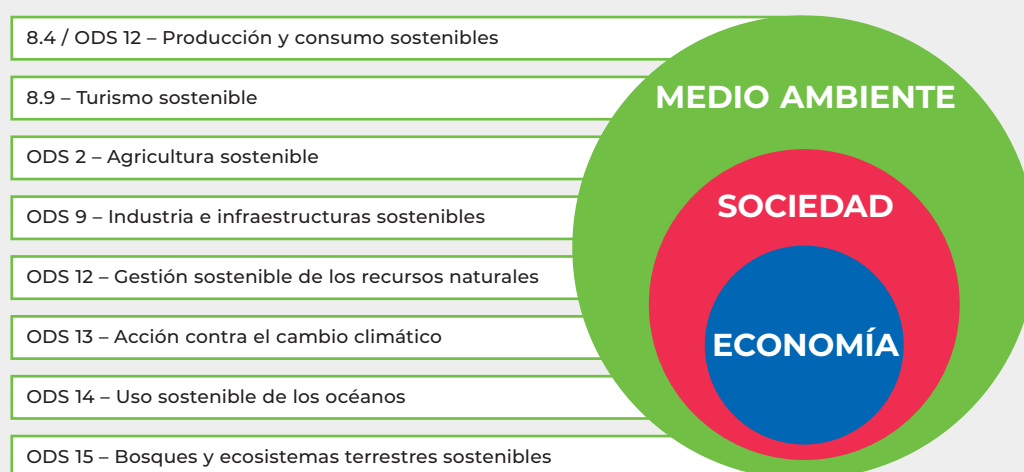 8.4 / ODS 12 – Producción y consumo sostenibles
8.9 – Turismo sostenible
ODS 2 – Agricultura sostenible
ODS 9 – Industria e infraestructuras sostenibles
ODS 12 – Gestión sostenible de los recursos naturales
ODS 13 – Acción contra el cambio climático
ODS 14 – Uso sostenible de los océanos
ODS 15 – Bosques y ecosistemas terrestres sostenibles
MEDIO AMBIENTE
SOCIEDAD
ECONOMÍA